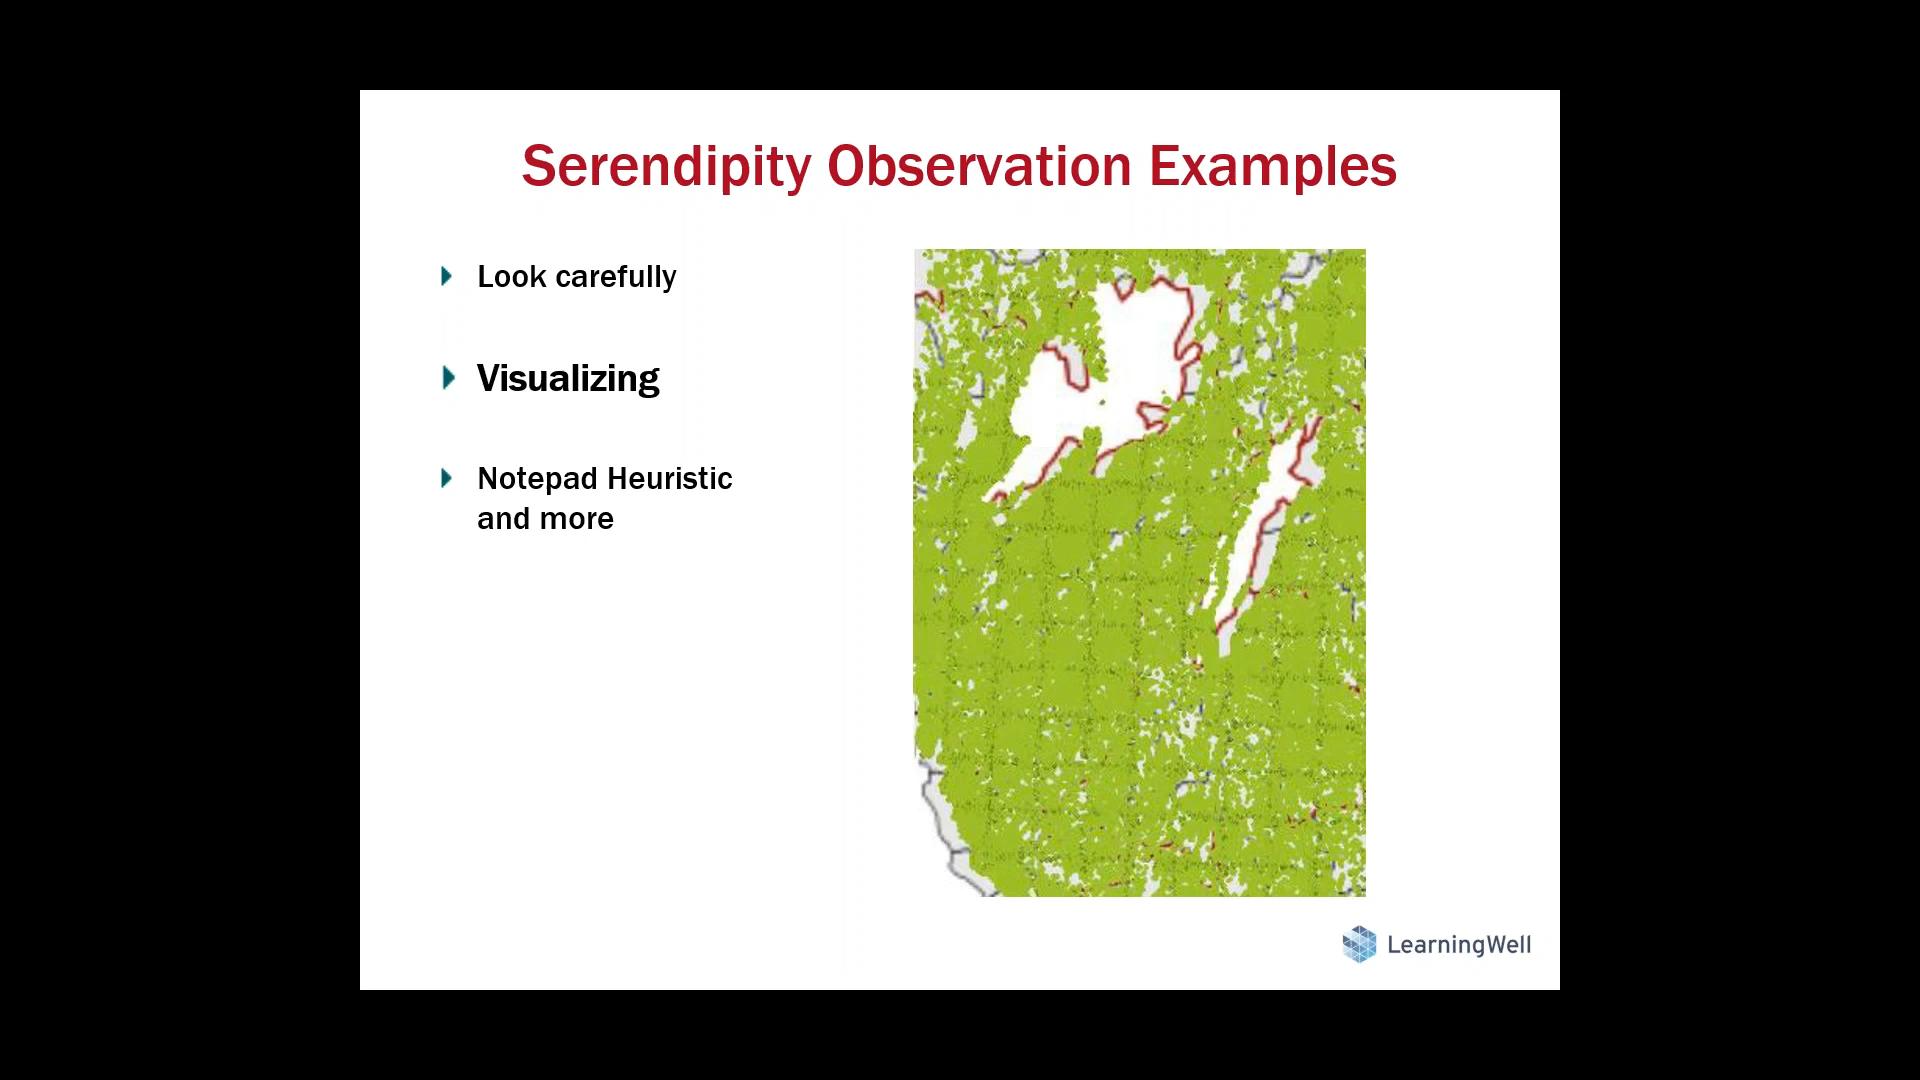 Serendipity Observation Examples
Look carefully
Visualizing
Notepad Heuristic
and more
LearningWell